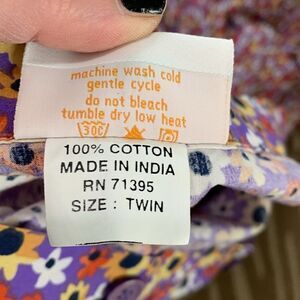 machine wash cold
gentle cycle
do not bleach
tumble dry low heat
30C
100% COTTON
MADE IN INDIA
RN 71395
SIZE : TWIN